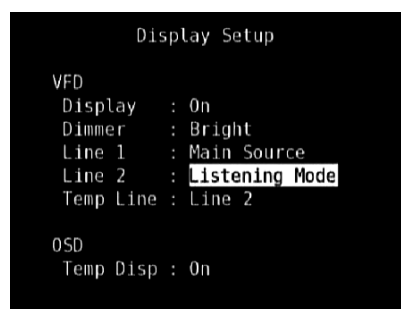 Display Setup
VFD
Display : On
Dimmer : Bright
Line 1 : Main Source
Line 2 : Listening Mode
Temp Line : Line 2
OSD
Temp Disp : On